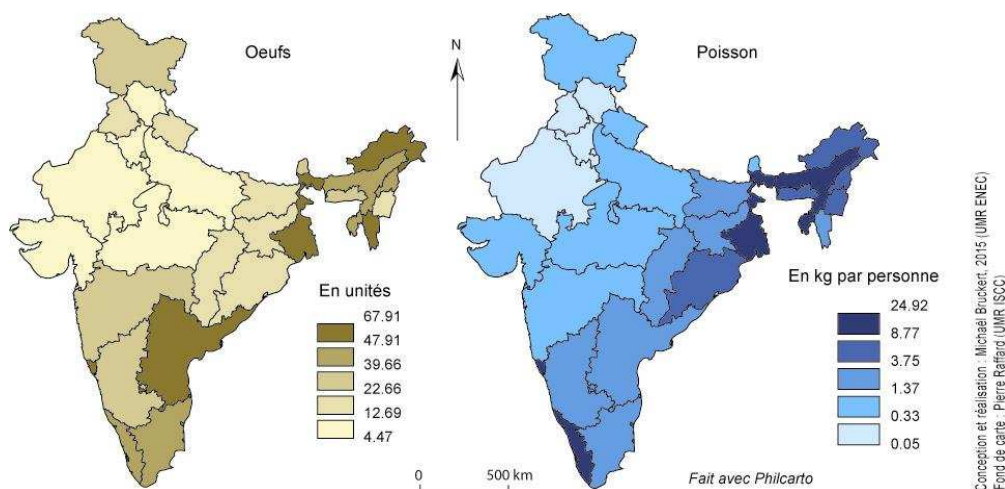 Oeufs
N
Poisson
En unités
67.91
47.91
39.66
22.66
12.69
4.47
En kg par personne
24.92
8.77
3.75
1.37
0.33
0.05
0
500 km
Fait avec Philcarto
Conception et réalisation : Michaël Bruckert, 2015 (UMR ENEC)
Fond de carte : Pierre Raffard (UMR ISCC)